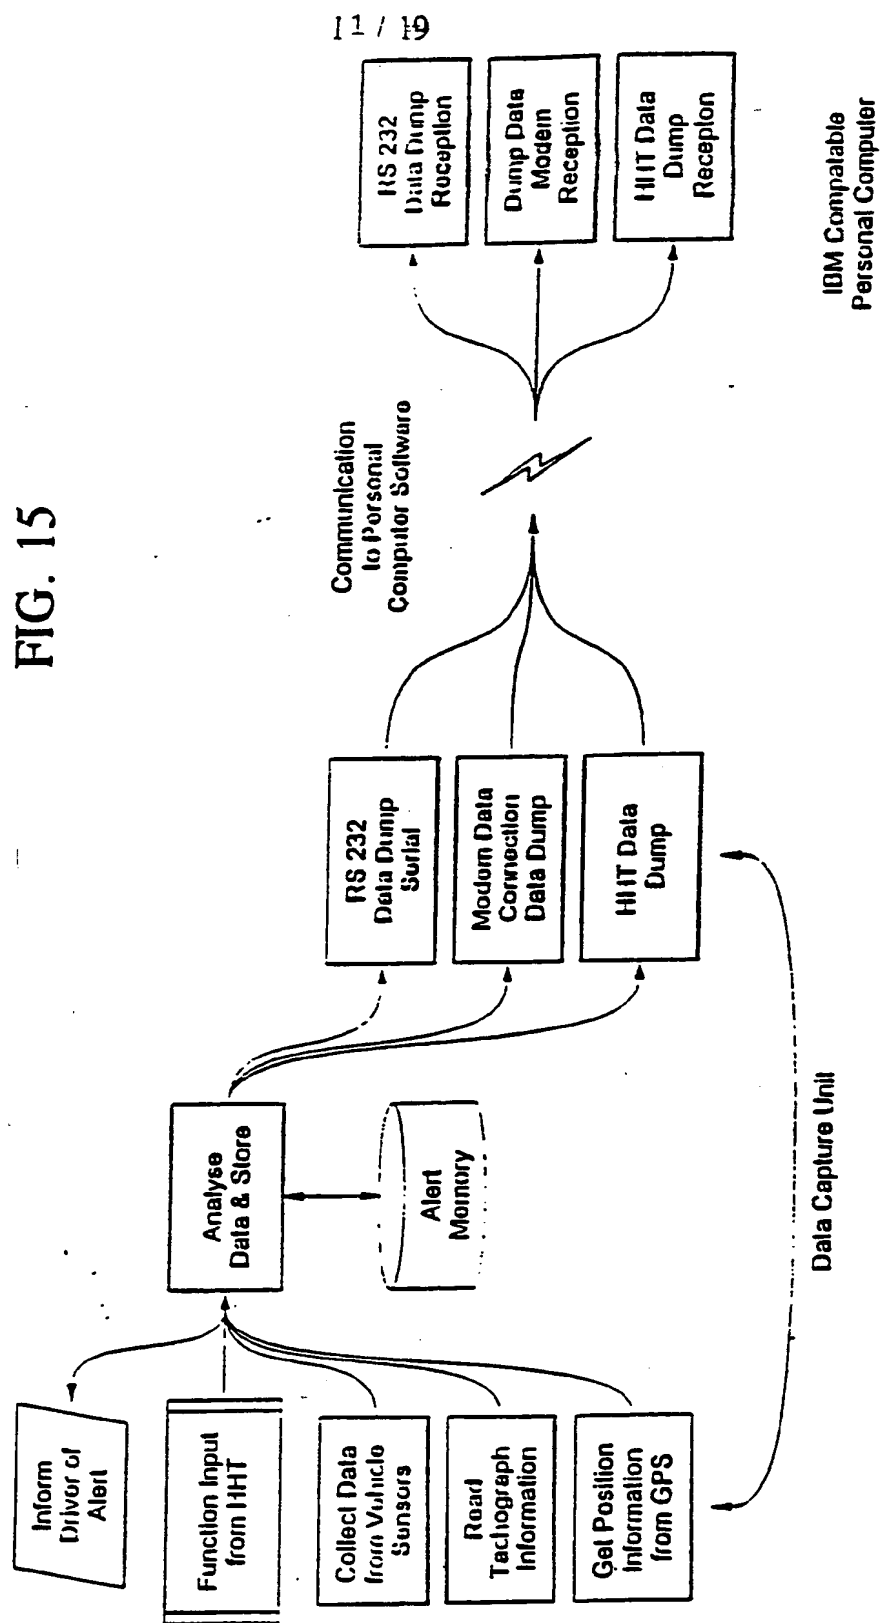 11 / 19
FIG. 15
Inform
Driver of
Alert
Function Input
from HHT
Collect Data
from Vehicle
Sensors
Read
Tachograph
Information
Get Position
Information
from GPS
Analyse
Data & Store
Alert
Memory
RS 232
Data Dump
Serial
Modem Data
Connection
Data Dump
HHT Data
Dump
Data Capture Unit
Communication
to Personal
Computer Software
RS 232
Data Dump
Reception
Dump Data
Modem
Reception
HHT Data
Dump
Recepton
IBM Compatable
Personal Computer